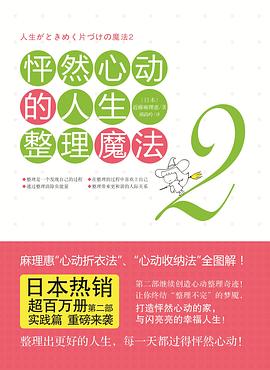 人生がときめく片づけの魔法2
怦然心动
的人生
整理魔法
2
[日本]
近藤麻理惠/著
•整理是一个发现自己的过程
•在整理的过程中喜欢上自己
•通过整理消除负能量
•整理带来更和谐的人际关系
麻理惠“心动折衣法”、“心动收纳法”全图解！
日本热销
超百万册第二部
实践篇 重磅来袭
第二部继续创造心动整理奇梦！
让你终结“整理不完”的梦魇，
打造怦然心动的家，
与闪亮亮的幸福人生！
整理出更好的人生，每一天都过得怦然心动！